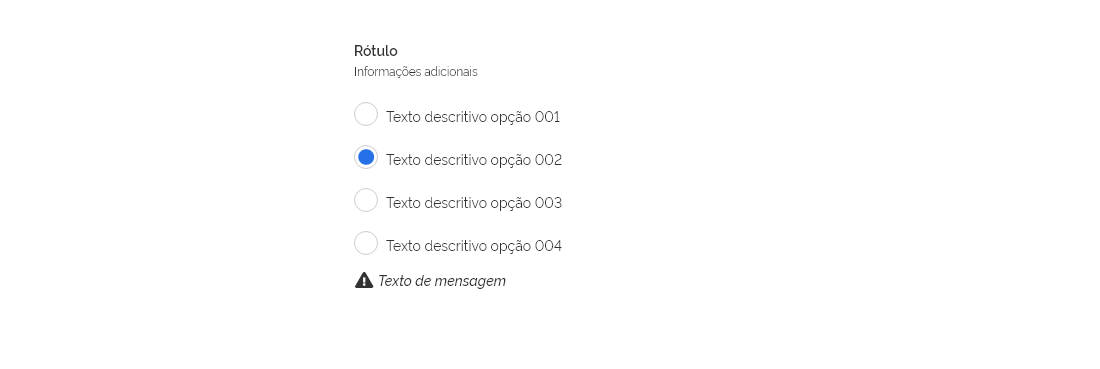 Rótulo
Informações adicionais
Texto descritivo opção 001
Texto descritivo opção 002
Texto descritivo opção 003
Texto descritivo opção 004
Texto de mensagem